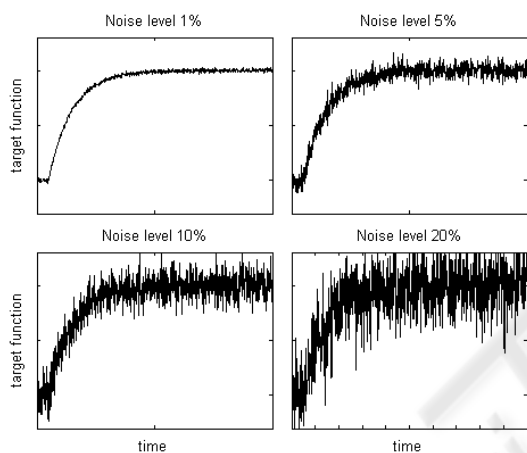 Noise level 1%
Noise level 5%
target function
Noise level 10%
Noise level 20%
target function
time
time